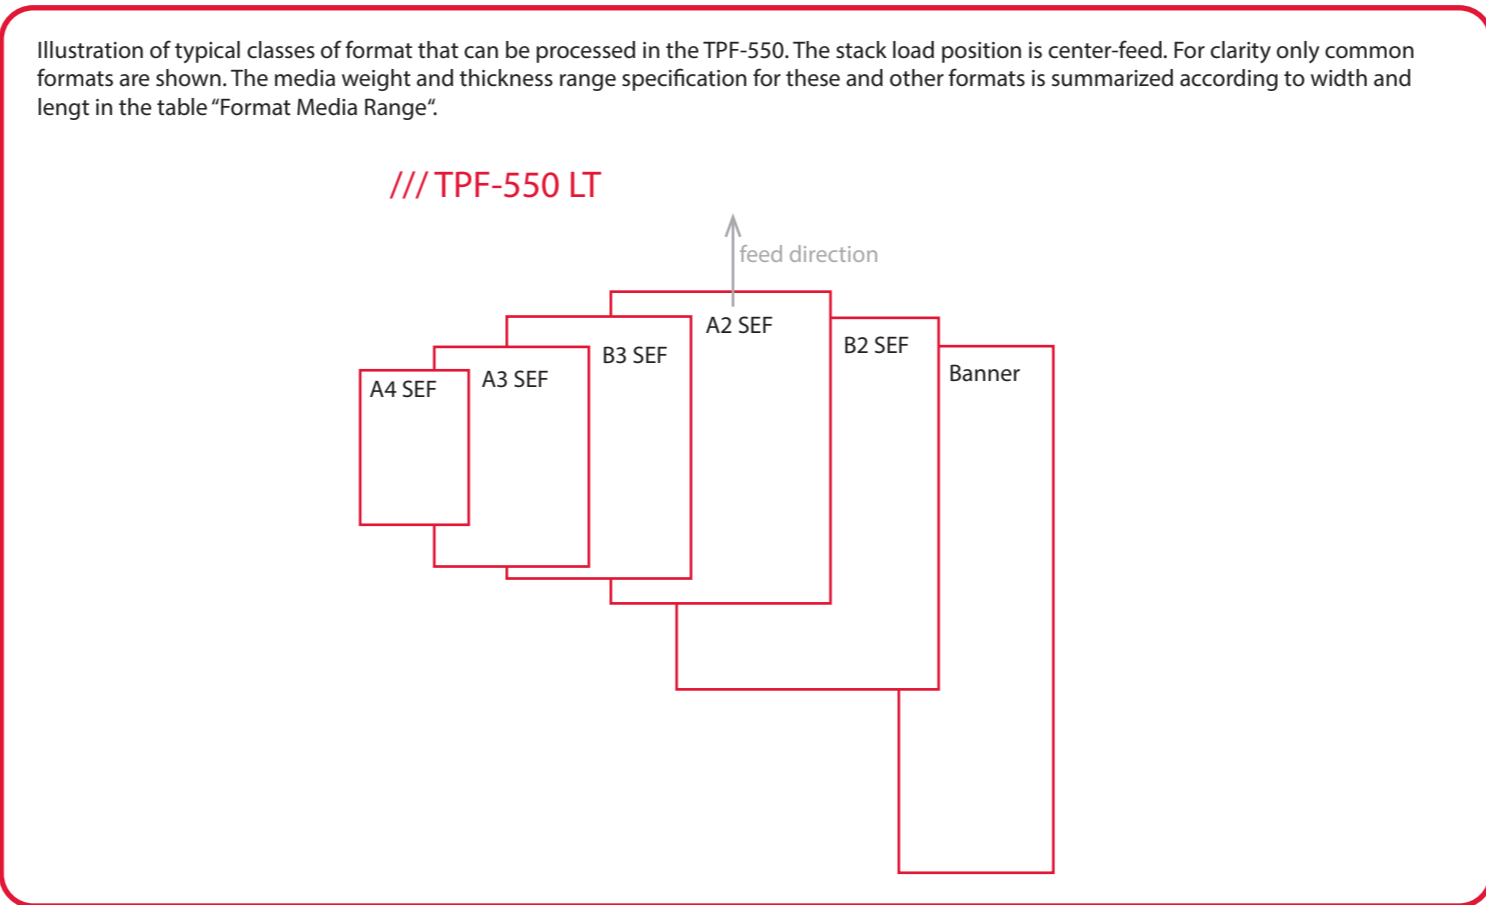 Illustration of typical classes of format that can be processed in the TPF-550. The stack load position is center-feed. For clarity only common
formats are shown. The media weight and thickness range specification for these and other formats is summarized according to width and
lengt in the table “Format Media Range“.
/// TPF-550 LT
feed direction
A2 SEF
B2 SEF
B3 SEF
Banner
A3 SEF
A4 SEF